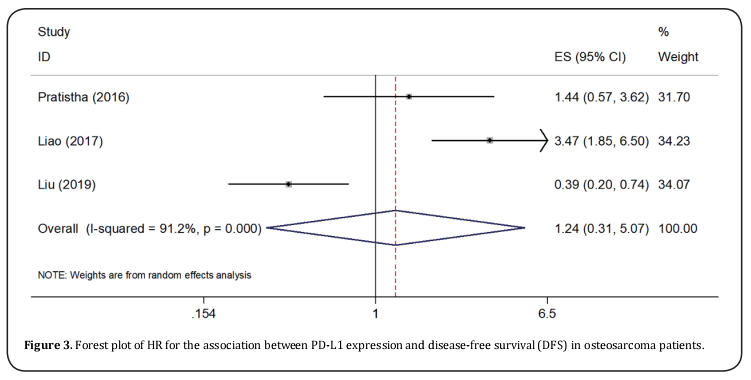 Study %
ID ES (95% CI) Weight
Pratistha (2016) 1.44 (0.57, 3.62) 31.70
Liao (2017) 3.47 (1.85, 6.50) 34.23
Liu (2019) 0.39 (0.20, 0.74) 34.07
Overall (I-squared = 91.2%, p = 0.000) 1.24 (0.31, 5.07) 100.00
NOTE: Weights are from random effects analysis
.154 1 6.5
Figure 3. Forest plot of HR for the association between PD-L1 expression and disease-free survival (DFS) in osteosarcoma patients.